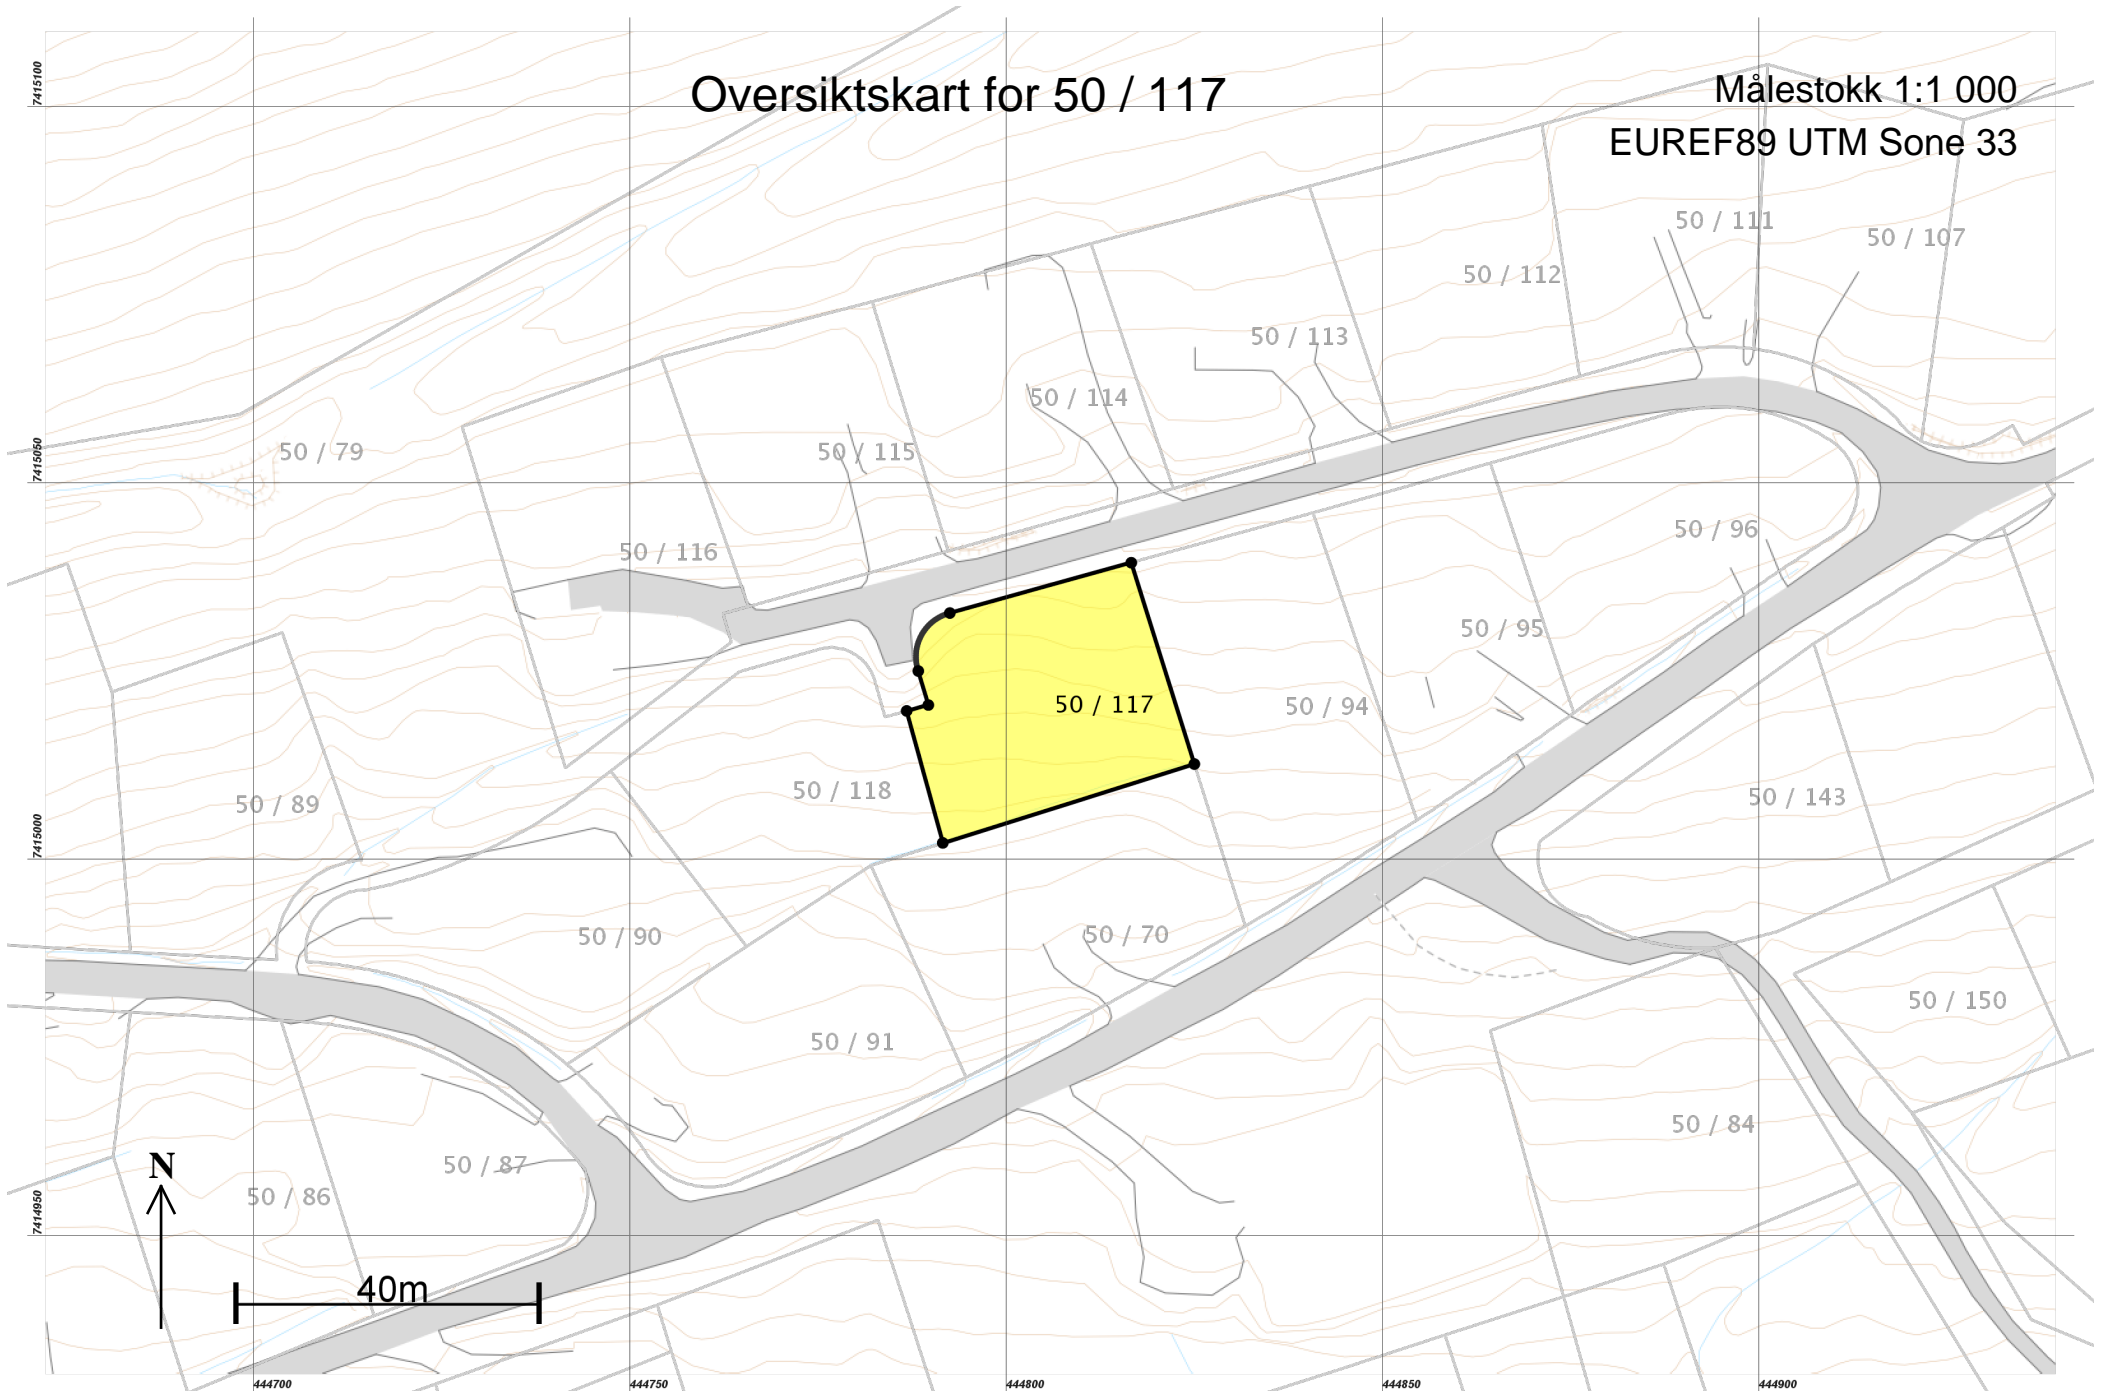 7415100
Oversiktskart for 50 / 117
Målestokk 1:1 000
EUREF89 UTM Sone 33
50 / 111
50 / 107
50 / 112
50 / 113
50 / 114
7415050
50 / 79
50 / 115
50 / 96
50 / 116
50 / 95
50 / 117
50 / 94
50 / 118
50 / 143
50 / 89
7415000
50 / 90
50 / 70
50 / 150
50 / 91
50 / 84
N
50 / 87
50 / 86
7414950
40m
444700
444750
444800
444850
444900